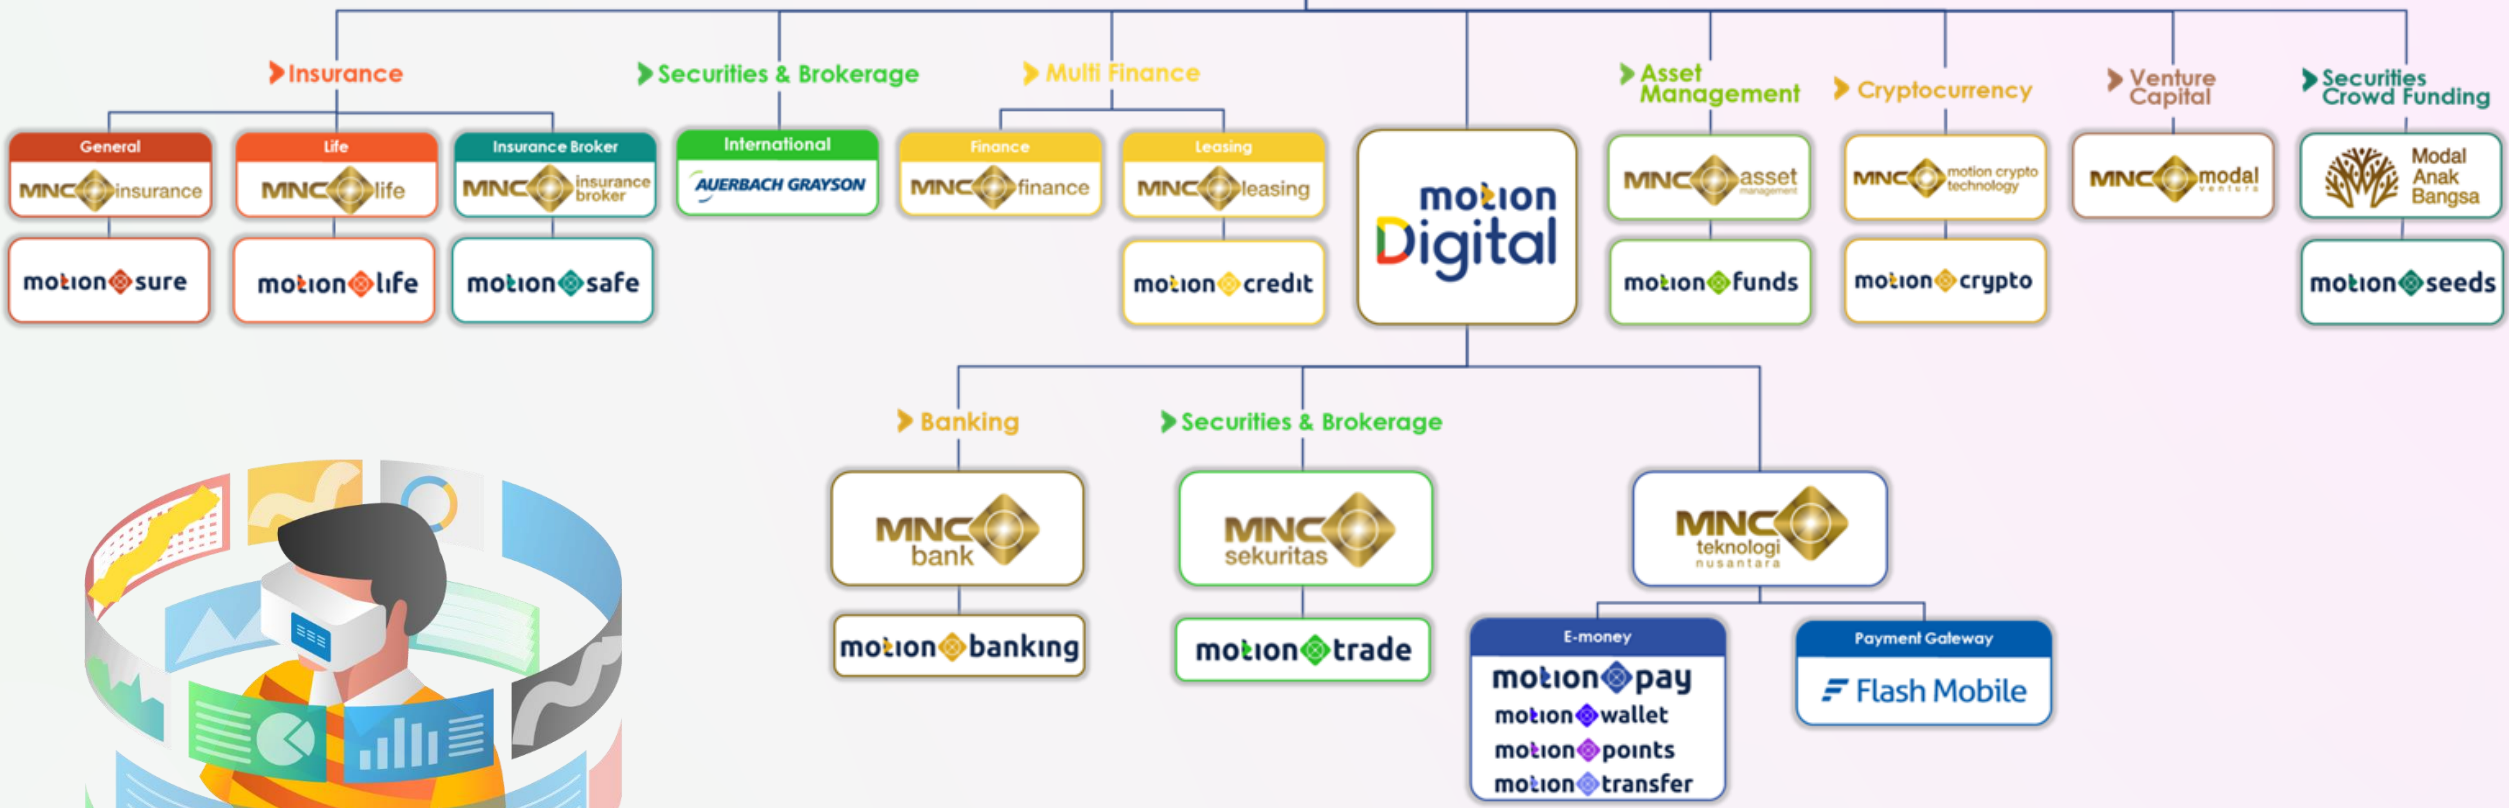 Insurance
Securities & Brokerage
Multi Finance
Asset
Management
Cryptocurrency
Venture
Capital
Securities
Crowd Funding
General
MNC insurance
motion sure
Life
MNC life
motion life
Insurance Broker
MNC insurance
broker
motion safe
International
AUERBACH GRAYSON
Finance
MNC finance
Leasing
MNC leasing
motion credit
motion
Digital
MNC asset
management
motion funds
MNC motion crypto
technology
motion crypto
MNC modal
ventura
Modal
Anak
Bangsa
motion seeds
Banking
MNC
bank
motion banking
Securities & Brokerage
MNC
sekuritas
motion trade
MNC
teknologi
nusantara
E-money
motion pay
motion wallet
motion points
motion transfer
Payment Gateway
Flash Mobile